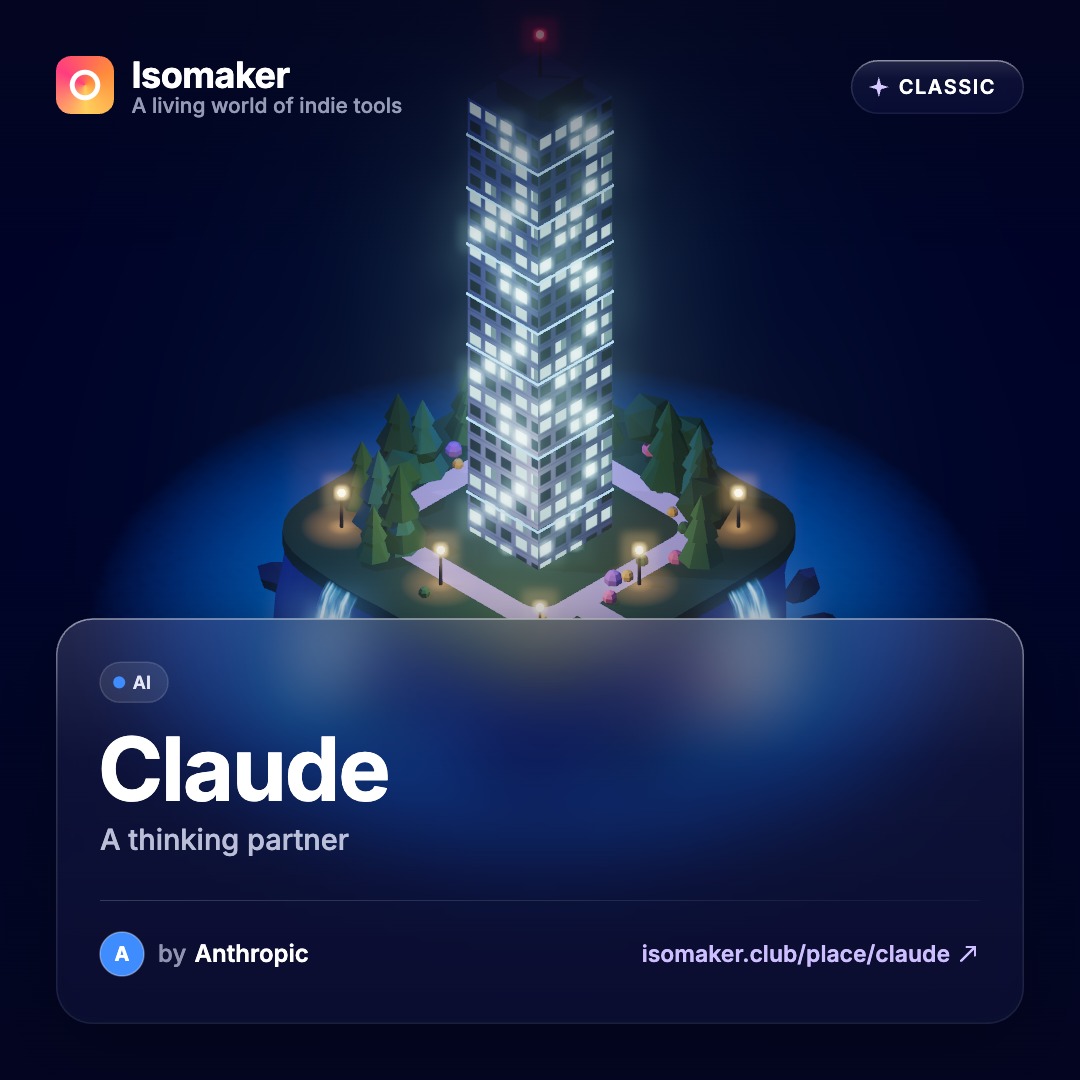 Isomaker
A living world of indie tools
CLASSIC
AI
Claude
A thinking partner
A
by Anthropic
isomaker.club/place/claude ↗